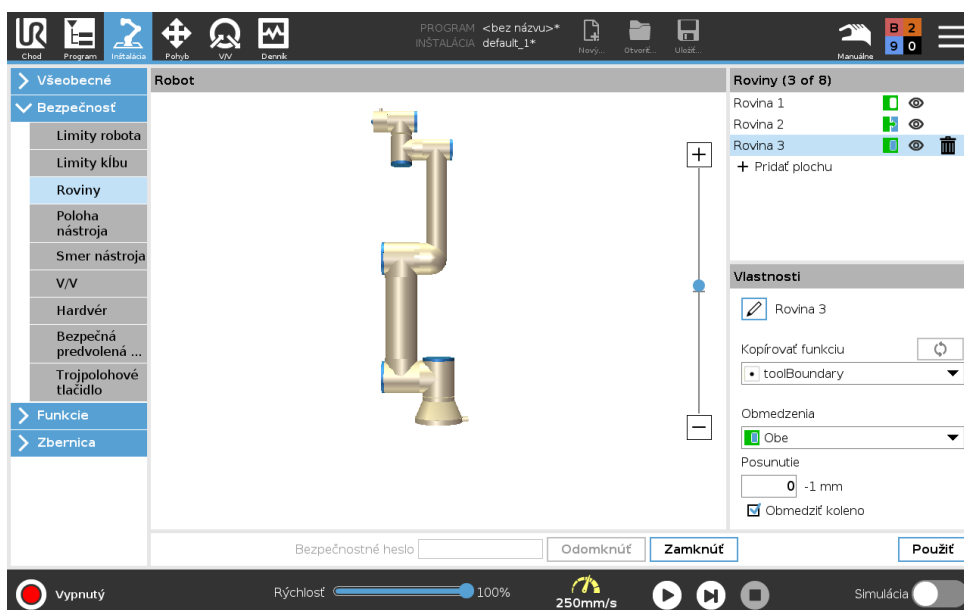 PROGRAM <bez názvu>*
INŠTALÁCIA default_1*
Chod
Program
Inštalácia
Pohyb
V/V
Denník
Nový...
Otvoriť...
Uložiť...
Manuálne
B 2
9 0
Všeobecné
Bezpečnosť
Limity robota
Limity kĺbu
Roviny
Poloha
nástroja
Smer nástroja
V/V
Hardvér
Bezpečná
predvolená ...
Trojpolohové
tlačidlo
Funkcie
Zbernica
Robot
Roviny (3 of 8)
Rovina 1
Rovina 2
Rovina 3
+ Pridať plochu
Vlastnosti
Rovina 3
Kopírovať funkciu
toolBoundary
Obmedzenia
Obe
Posunutie
0 -1 mm
Obmedziť koleno
Bezpečnostné heslo
Odomknúť
Zamknúť
Použiť
Vypnutý
Rýchlosť
100%
250mm/s
Simulácia